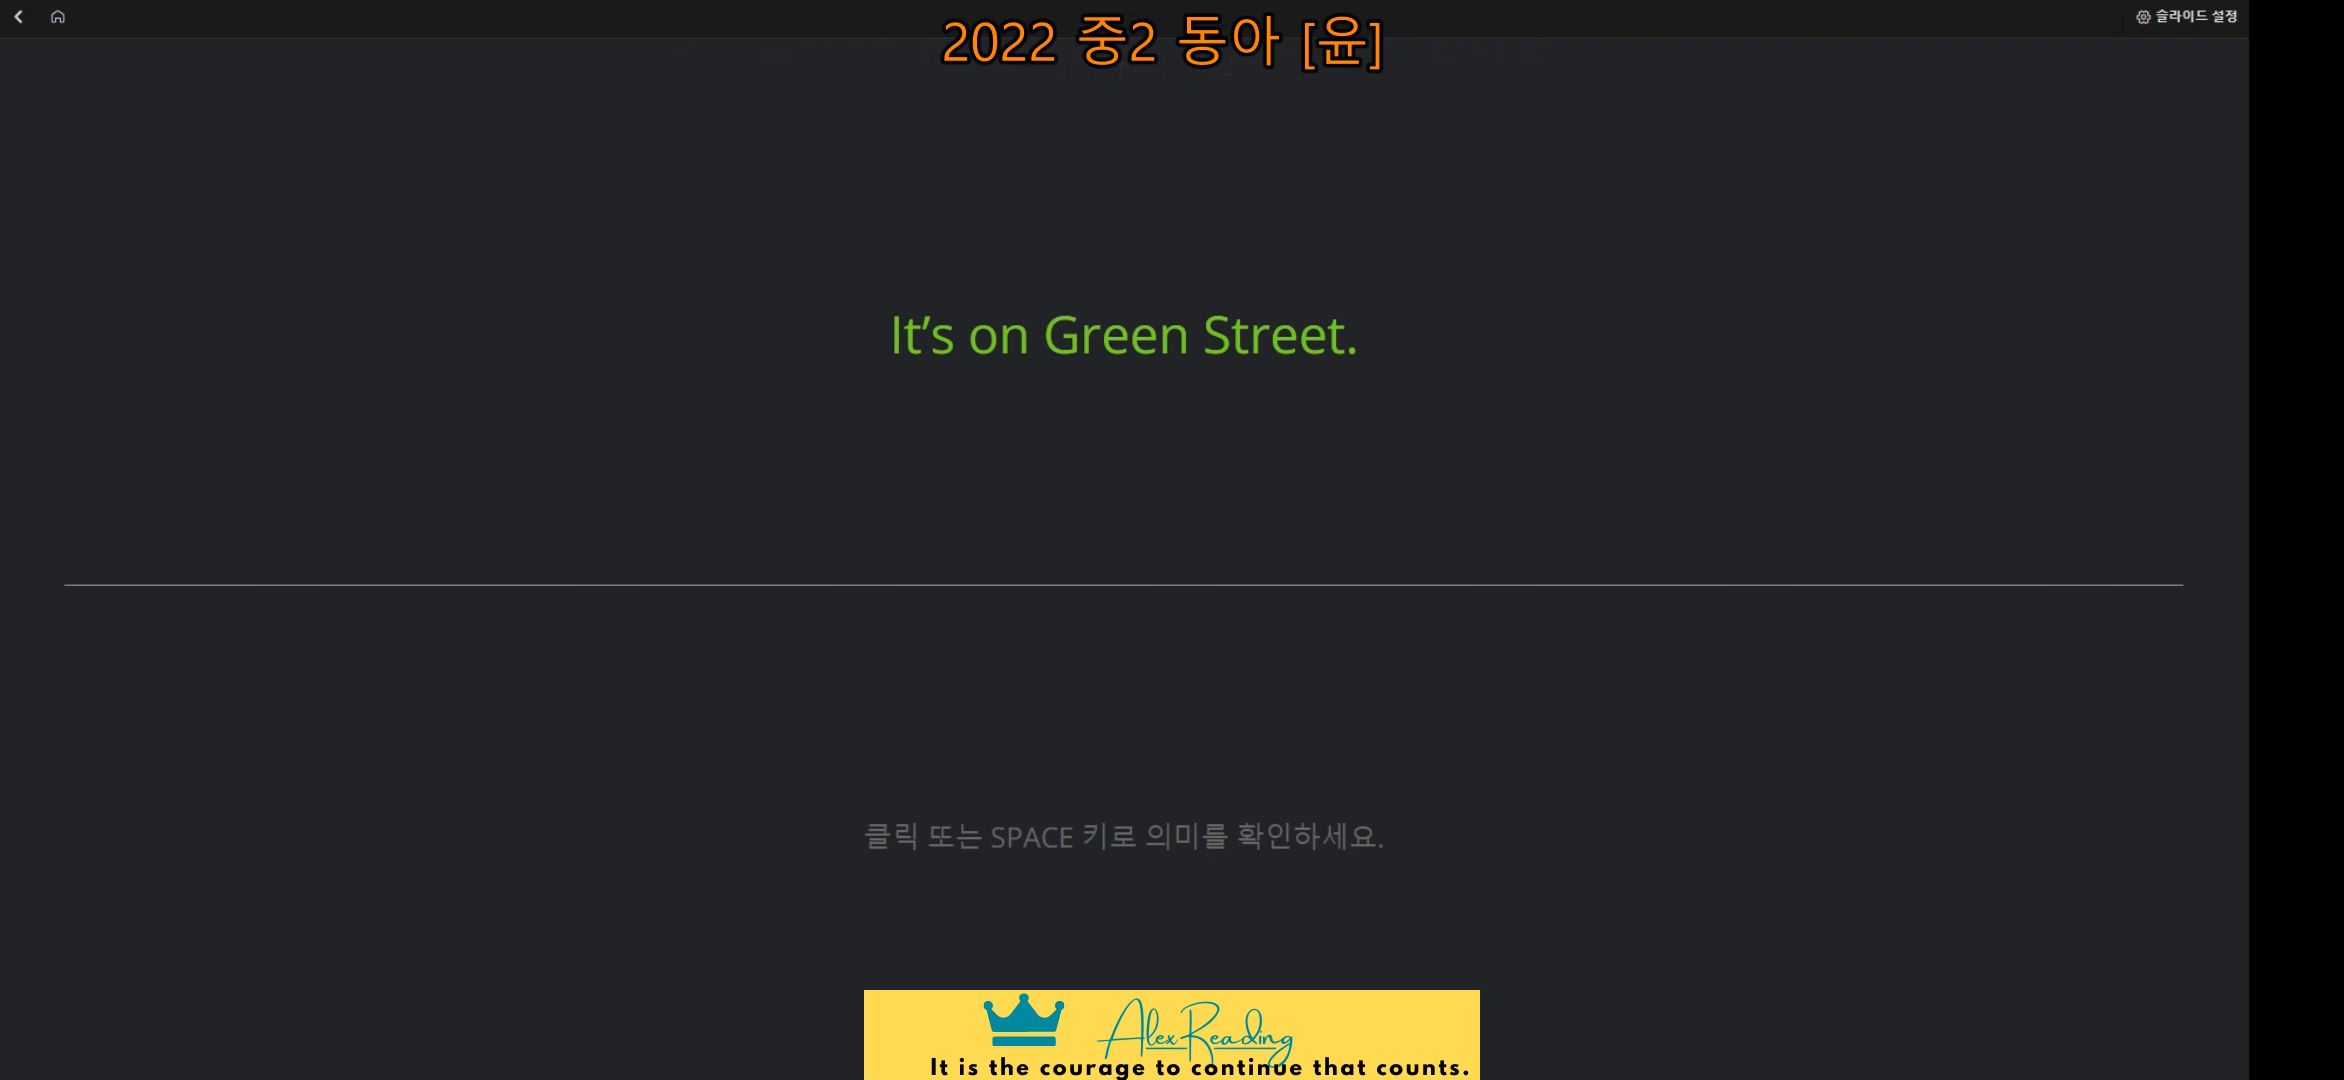 슬라이드 설정
2022 중2 동아 [윤]
It's on Green Street.
클릭 또는 SPACE 키로 의미를 확인하세요.
Alex Reading
It is the courage to continue that counts.